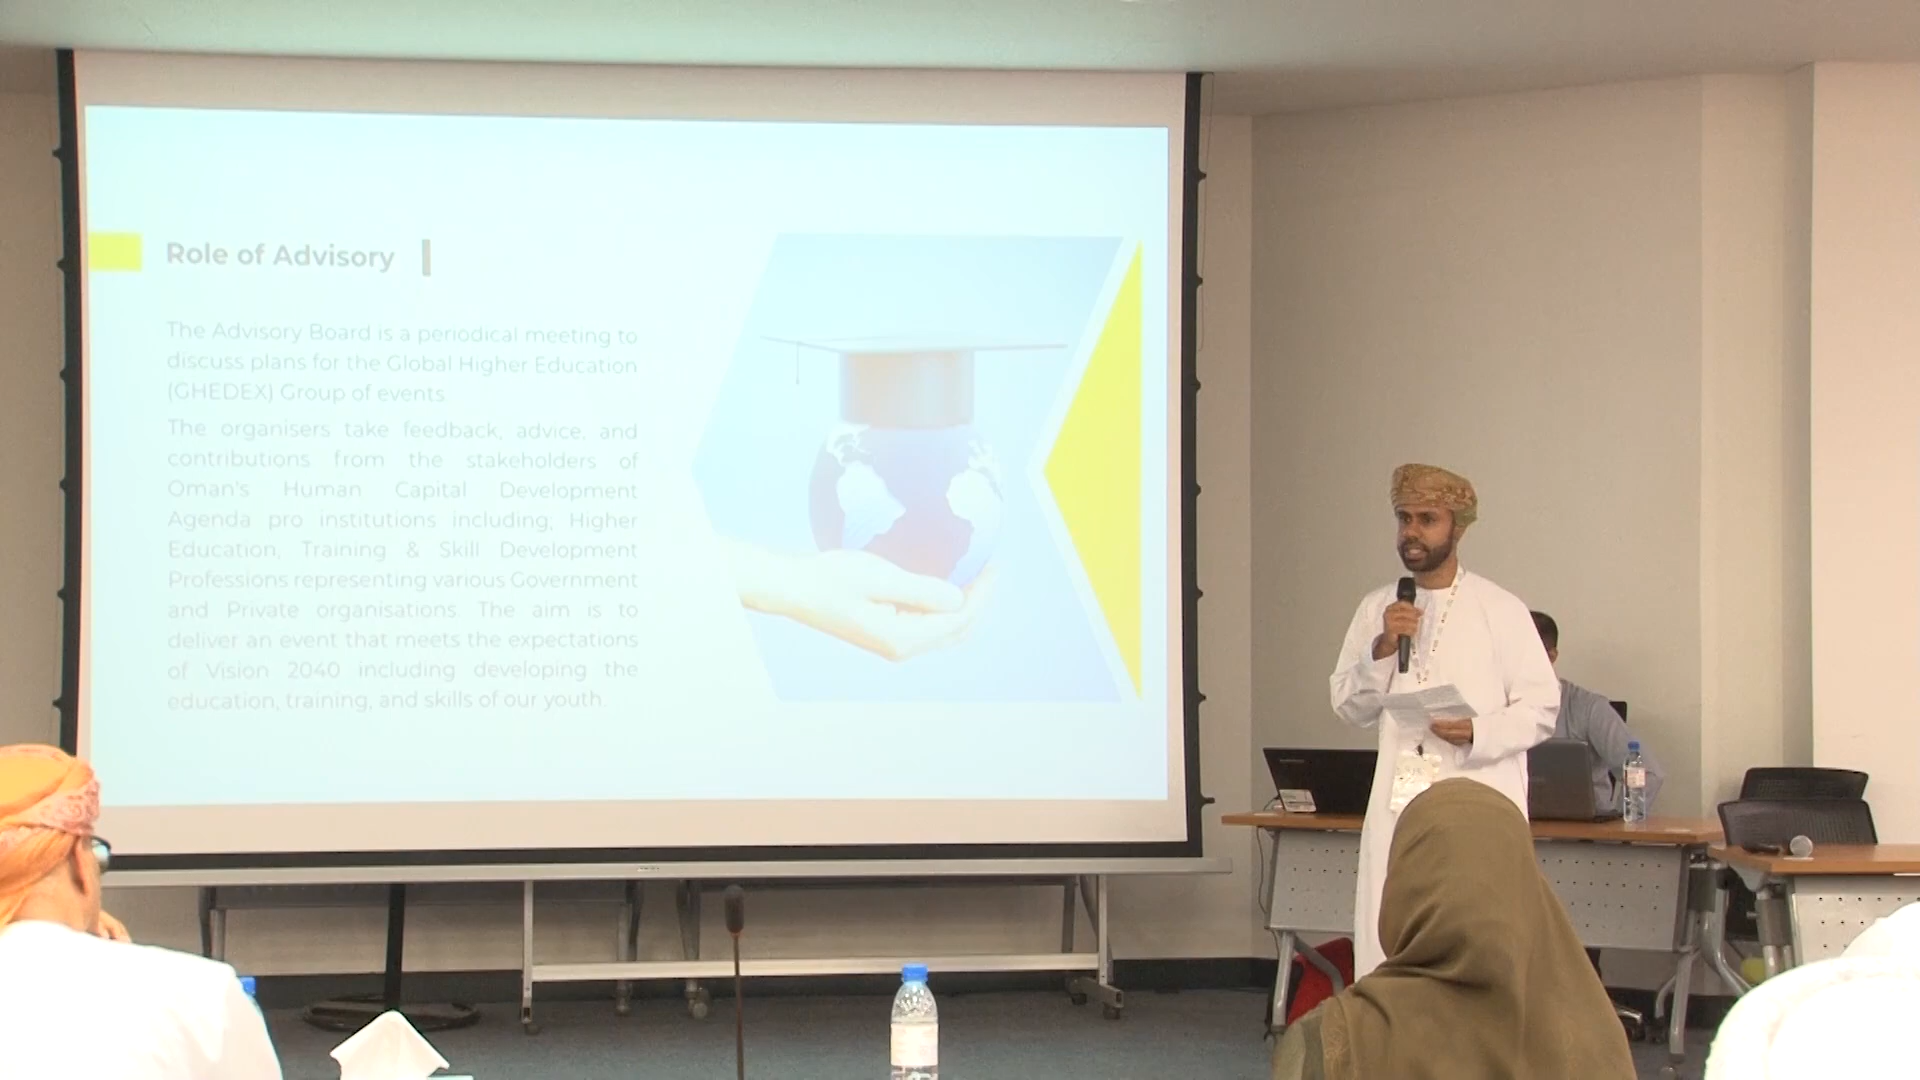 Role of Advisory
The Advisory Board is a periodical meeting to
discuss plans for the Global Higher Education
(GHEDEX) Group of events
The organisers take feedback, advice, and
contributions from the stakeholders of
Oman's Human Capital Development
Agenda pro institutions including; Higher
Education, Training & Skill Development
Professions representing various Government
and Private organisations. The aim is to
deliver an event that meets the expectations
of Vision 2040 including developing the
education, training, and skills of our youth.